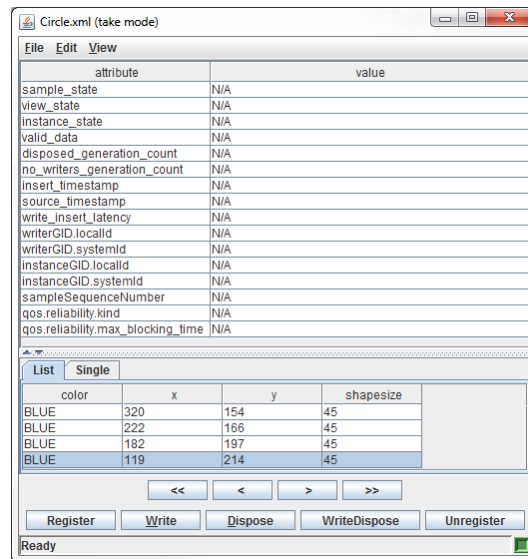 Circle.xml (take mode)
File Edit View
attribute value
sample_state N/A
view_state N/A
instance_state N/A
valid_data N/A
disposed_generation_count N/A
no_writers_generation_count N/A
insert_timestamp N/A
source_timestamp N/A
write_insert_latency N/A
writerGID.localId N/A
writerGID.systemId N/A
instanceGID.localId N/A
instanceGID.systemId N/A
sampleSequenceNumber N/A
qos.reliability.kind N/A
qos.reliability.max_blocking_time N/A
List Single
color x y shapesize
BLUE 320 154 45
BLUE 222 166 45
BLUE 182 197 45
BLUE 119 214 45
<< < > >>
Register Write Dispose WriteDispose Unregister
Ready